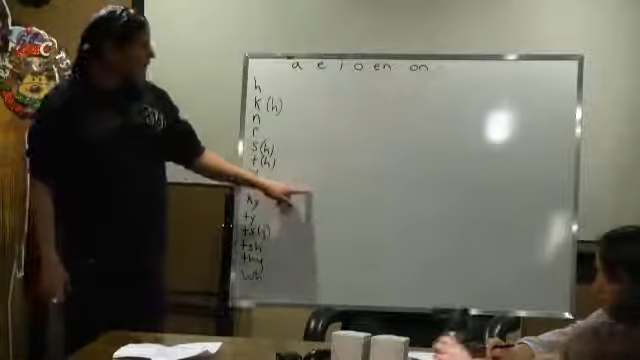 a e i o en on
h
k(h)
n
r
s(h)
t(h)
ky
ty
ts(j)
tsh
thy
wh